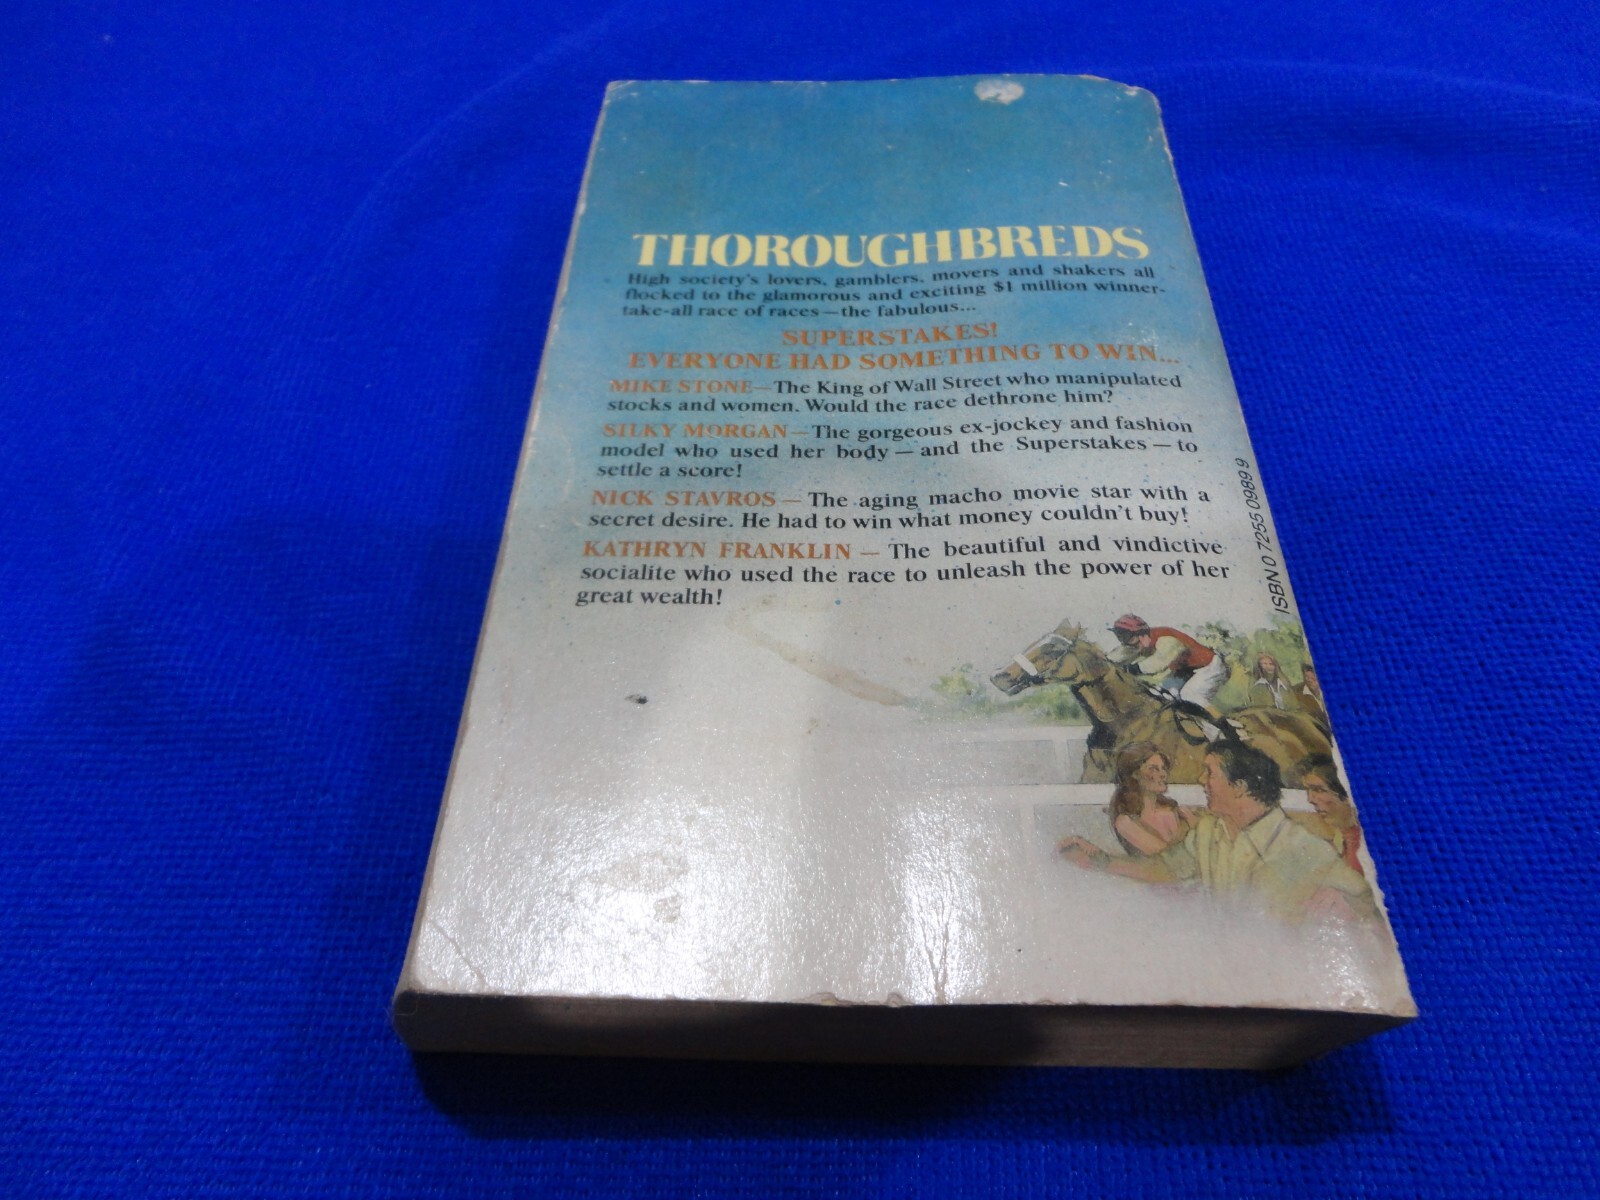 THOROUGHBREDS
High society's lovers, gamblers, movers and shakers all
flocked to the glamorous and exciting $1 million winner-
take-all race of races—the fabulous...
SUPERSTAKES!
EVERYONE HAD SOMETHING TO WIN...
MIKE STONE—The King of Wall Street who manipulated
stocks and women. Would the race dethrone him?
SILKY MORGAN—The gorgeous ex-jockey and fashion
model who used her body—and the Superstakes—to
settle a score!
NICK STAVROS—The aging macho movie star with a
secret desire. He had to win what money couldn't buy!
KATHRYN FRANKLIN—The beautiful and vindictive
socialite who used the race to unleash the power of her
great wealth!
ISBN 0 7255 0989 9